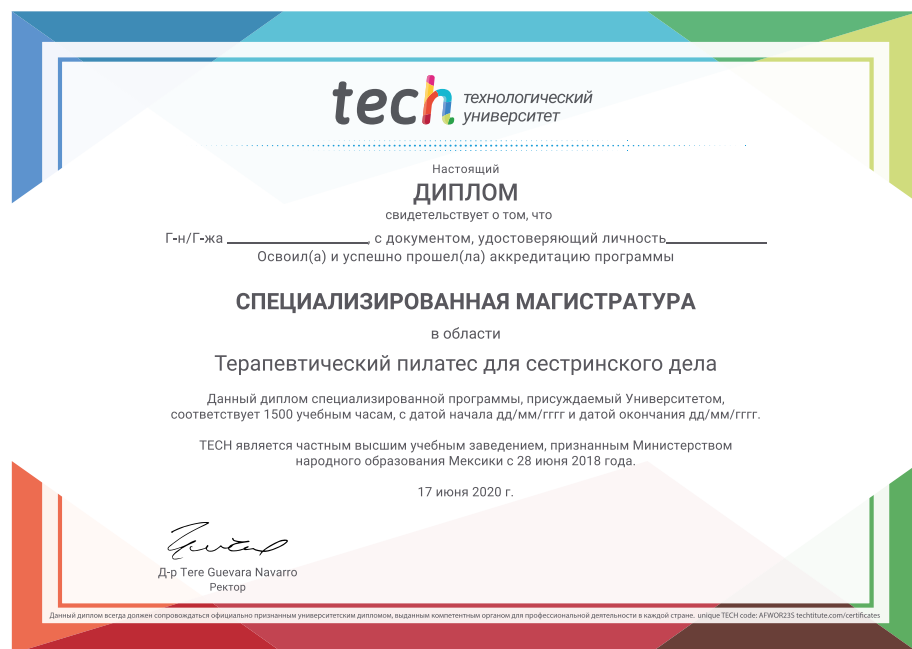 tech технологический
университет
Настоящий
ДИПЛОМ
свидетельствует о том, что
Г-н/Г-жа ____________________, с документом, удостоверяющий личность______________
Освоил(а) и успешно прошел(ла) аккредитацию программы
СПЕЦИАЛИЗИРОВАННАЯ МАГИСТРАТУРА
в области
Терапевтический пилатес для сестринского дела
Данный диплом специализированной программы, присуждаемый Университетом,
соответствует 1500 учебным часам, с датой начала дд/мм/гггг и датой окончания дд/мм/гггг.
TECH является частным высшим учебным заведением, признанным Министерством
народного образования Мексики с 28 июня 2018 года.
17 июня 2020 г.
Д-р Tere Guevara Navarro
Ректор
Данный диплом всегда должен сопровождаться официально признанным университетским дипломом, выданным компетентным органом для профессиональной деятельности в каждой стране. unique TECH code: AFWOR23S techtitute.com/certificates